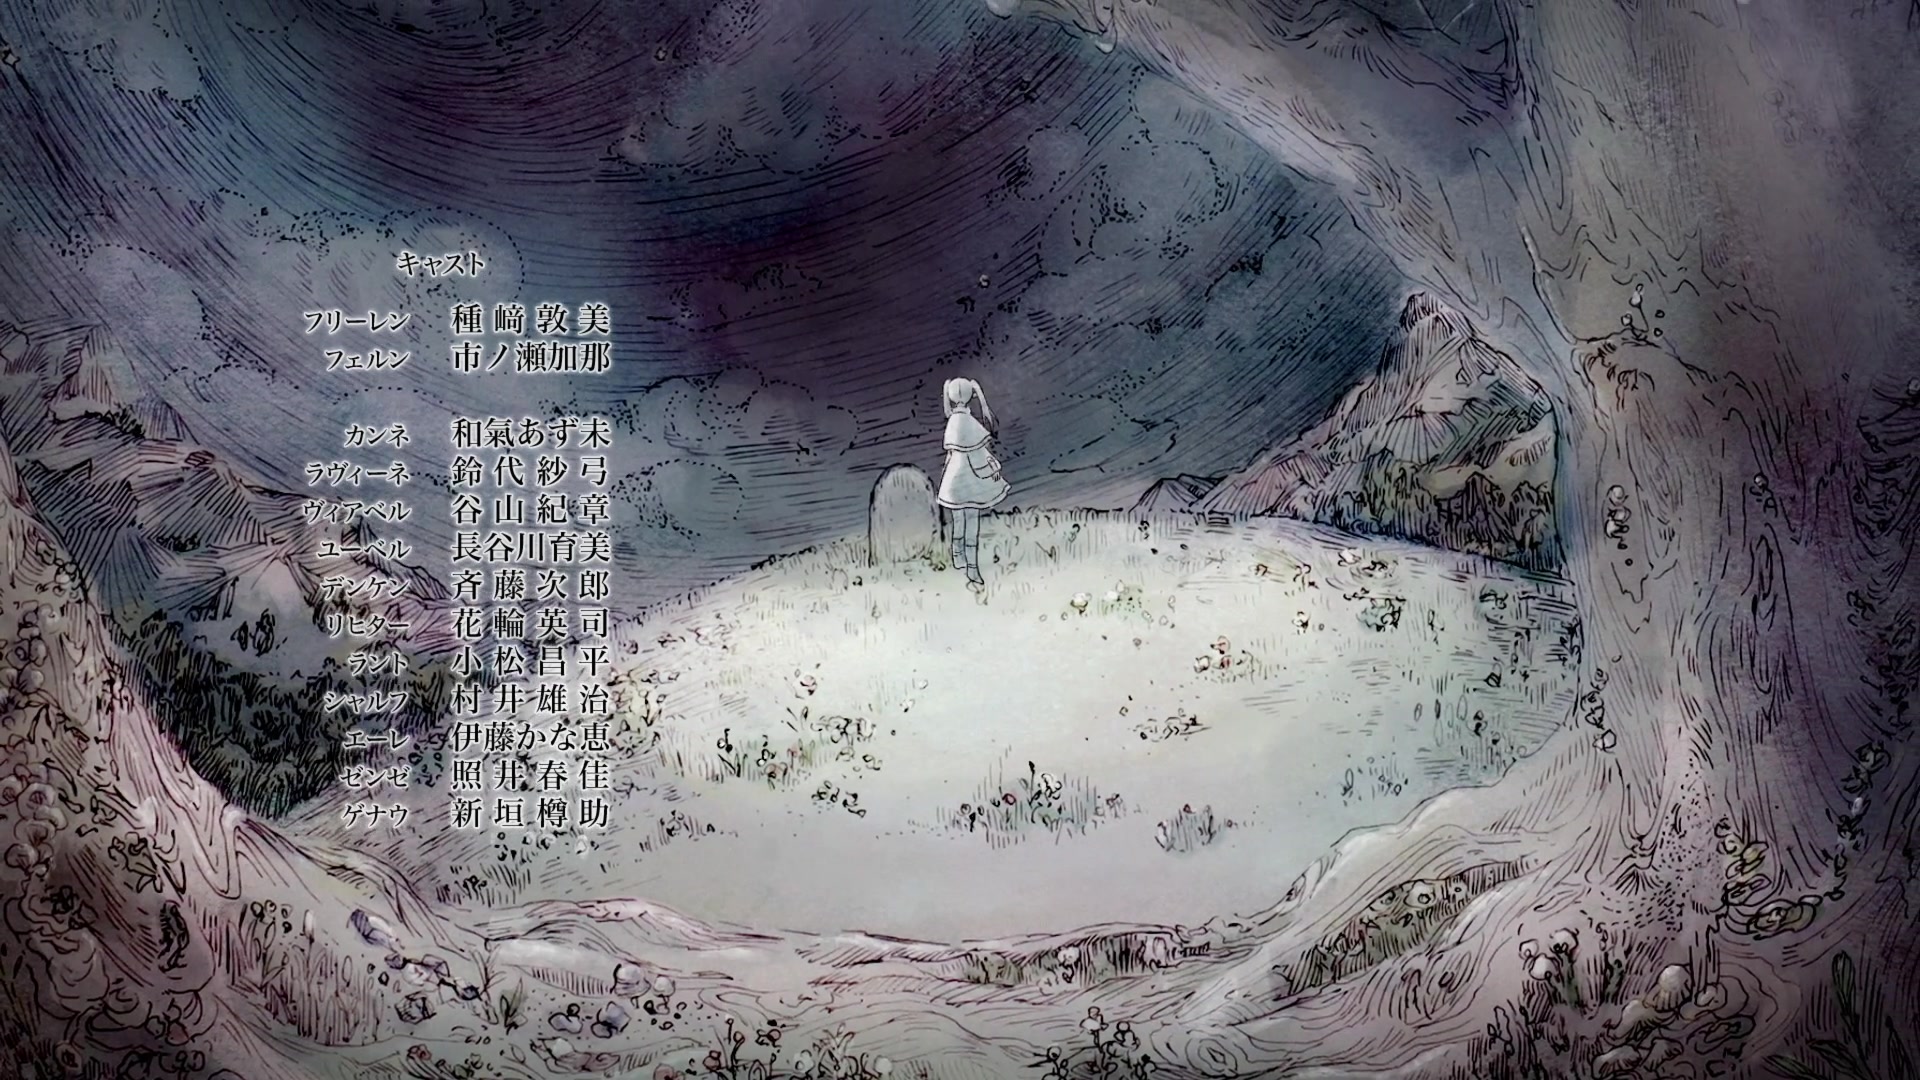 キャスト
フリーレン 種﨑敦美
フェルン 市ノ瀬加那
カンネ 和氣あず未
ラヴィーネ 鈴代紗弓
ヴィアベル 谷山紀章
ユーベル 長谷川育美
デンケン 斉藤次郎
リヒター 花輪英司
ラント 小松昌平
シャルフ 村井雄治
エーレ 伊藤かな恵
ゼンゼ 照井春佳
ゲナウ 新垣樽助